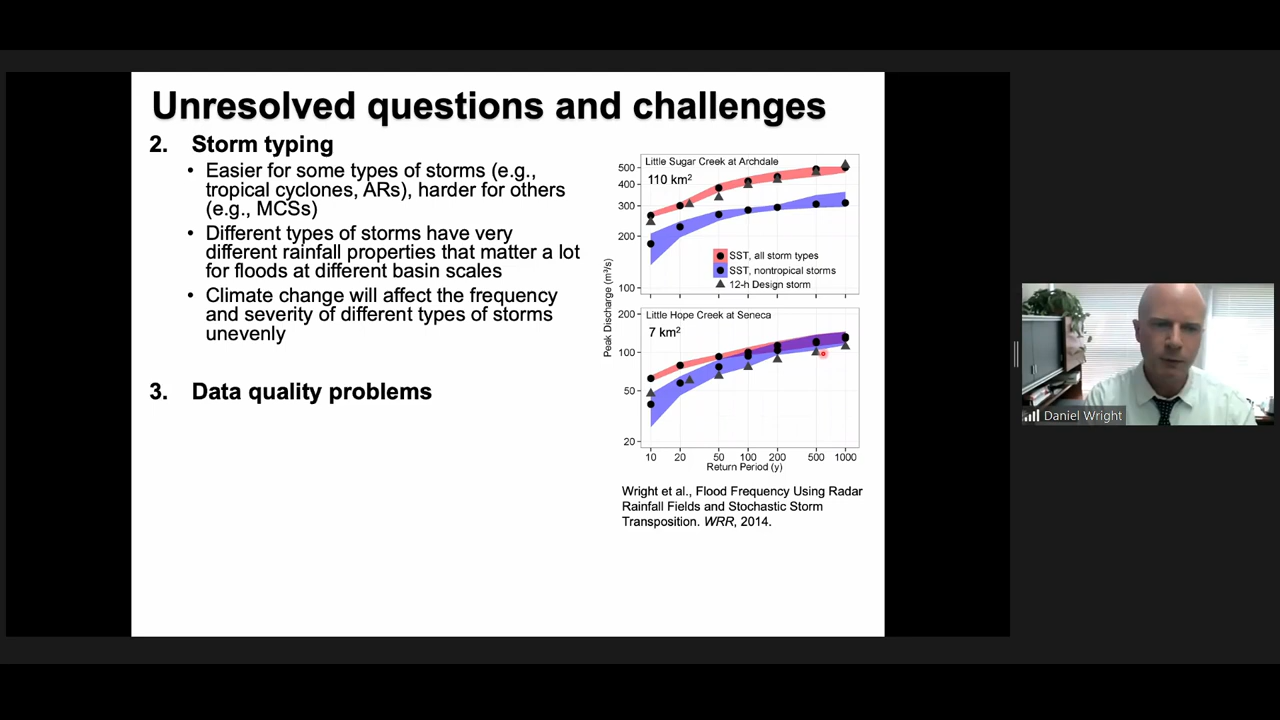 Unresolved questions and challenges
2. Storm typing
• Easier for some types of storms (e.g.,
tropical cyclones, ARs), harder for others
(e.g., MCSs)
• Different types of storms have very
different rainfall properties that matter a lot
for floods at different basin scales
• Climate change will affect the frequency
and severity of different types of storms
unevenly
3. Data quality problems
Little Sugar Creek at Archdale
110 km²
500
400
300
200
100
SST, all storm types
SST, nontropical storms
12-h Design storm
Peak Discharge (m³/s)
Little Hope Creek at Seneca
7 km²
200
100
50
20
10 20 50 100 200 500 1000
Return Period (y)
Wright et al., Flood Frequency Using Radar
Rainfall Fields and Stochastic Storm
Transposition. WRR, 2014.
Daniel Wright